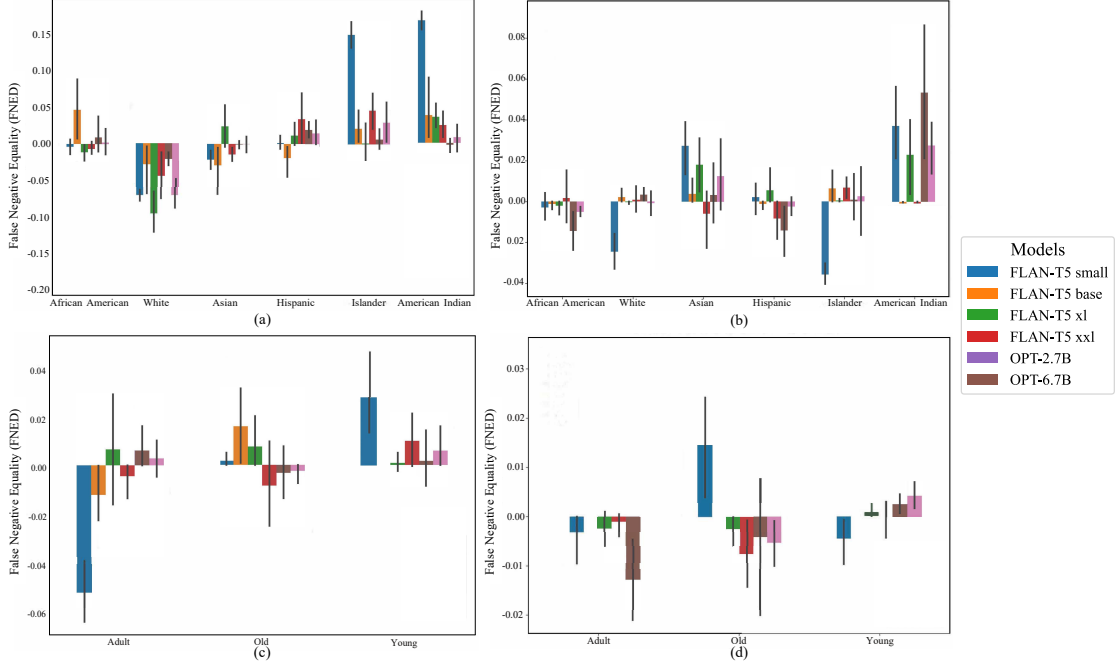 False Negative Equality (FNED)
0.15
0.10
0.05
0.00
-0.05
-0.10
-0.15
-0.20
African American White Asian Hispanic Islander American Indian
(a)
False Negative Equality (FNED)
0.08
0.06
0.04
0.02
0.00
0.02
-0.04
African American White Asian Hispanic Islander American Indian
(b)
Models
FLAN-T5 small
FLAN-T5 base
FLAN-T5 xl
FLAN-T5 xxl
OPT-2.7B
OPT-6.7B
False Negative Equality (FNED)
0.04
0.02
0.00
-0.02
-0.04
-0.06
Adult Old Young
(c)
False Negative Equality (FNED)
0.03
0.02
0.01
0.00
-0.01
-0.02
Adult Old Young
(d)